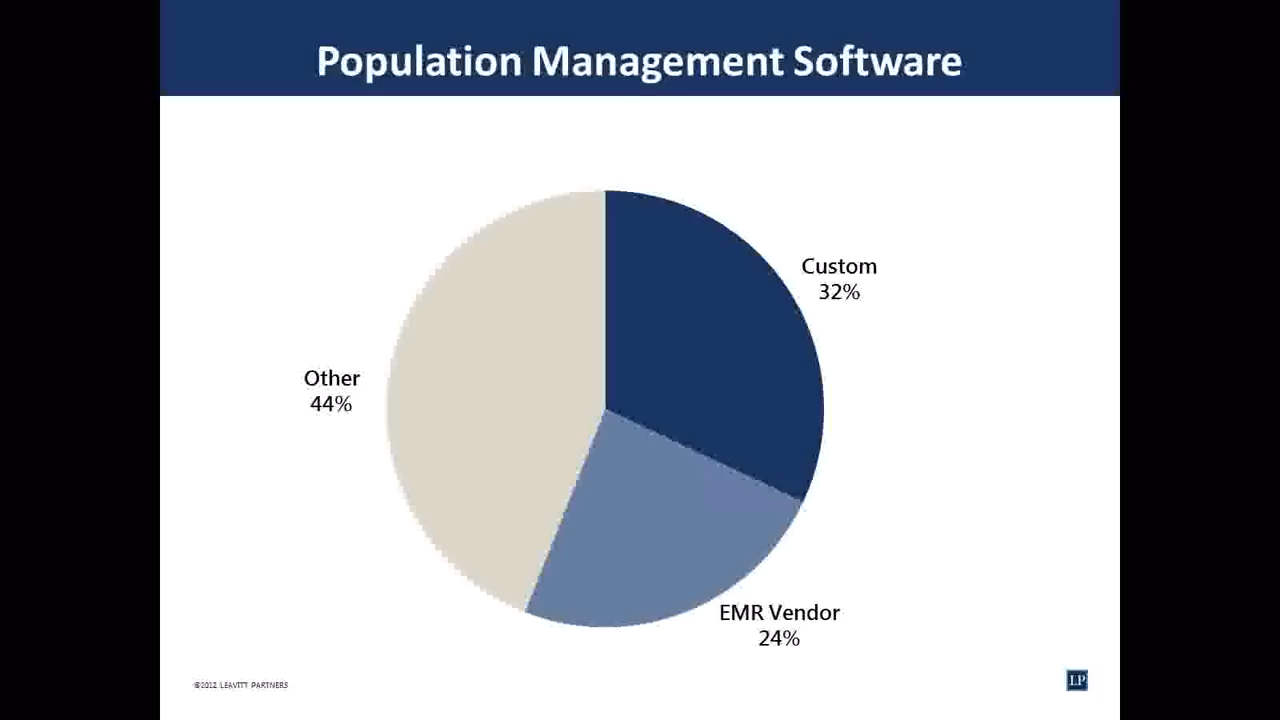 Population Management Software
Custom
32%
Other
44%
EMR Vendor
24%
©2012 LEAVITT PARTNERS
LP